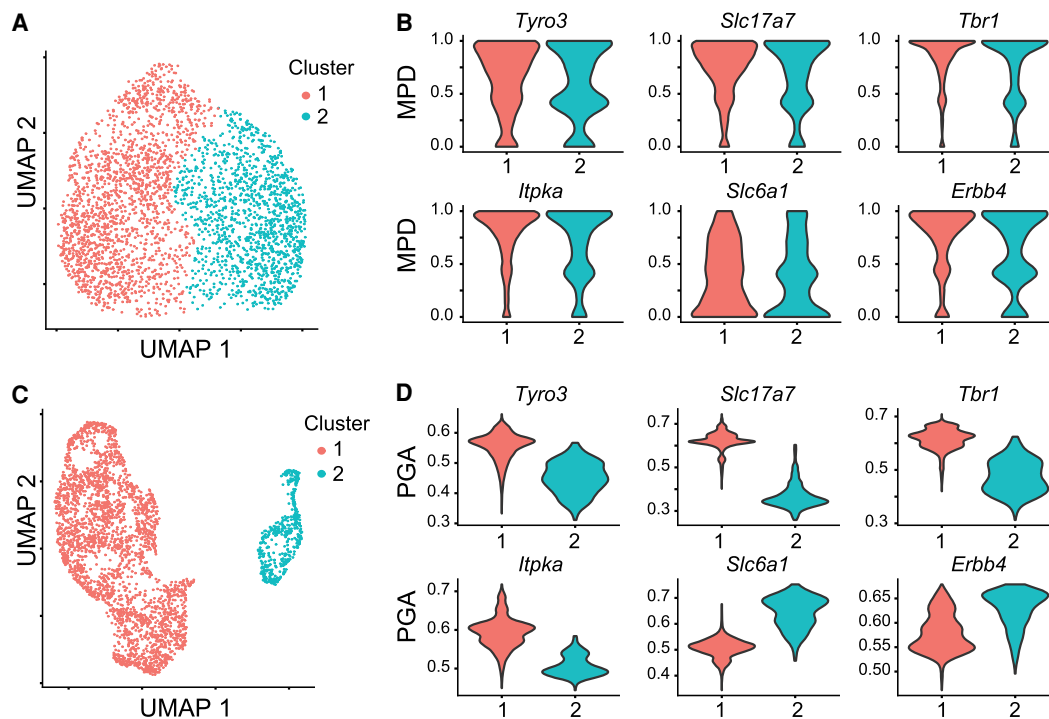 A
UMAP 2
UMAP 1
Cluster
1
2
B
Tyro3
Slc17a7
Tbr1
MPD
1.0
0.5
0.0
1 2
1.0
0.5
0.0
1 2
1.0
0.5
0.0
1 2
Itpka
Slc6a1
Erbb4
MPD
1.0
0.5
0.0
1 2
1.0
0.5
0.0
1 2
1.0
0.5
0.0
1 2
C
UMAP 2
UMAP 1
Cluster
1
2
D
Tyro3
Slc17a7
Tbr1
PGA
0.6
0.5
0.4
0.3
1 2
0.7
0.5
0.3
1 2
0.7
0.5
0.3
1 2
Itpka
Slc6a1
Erbb4
PGA
0.7
0.6
0.5
1 2
0.7
0.6
0.5
0.4
1 2
0.65
0.60
0.55
0.50
1 2